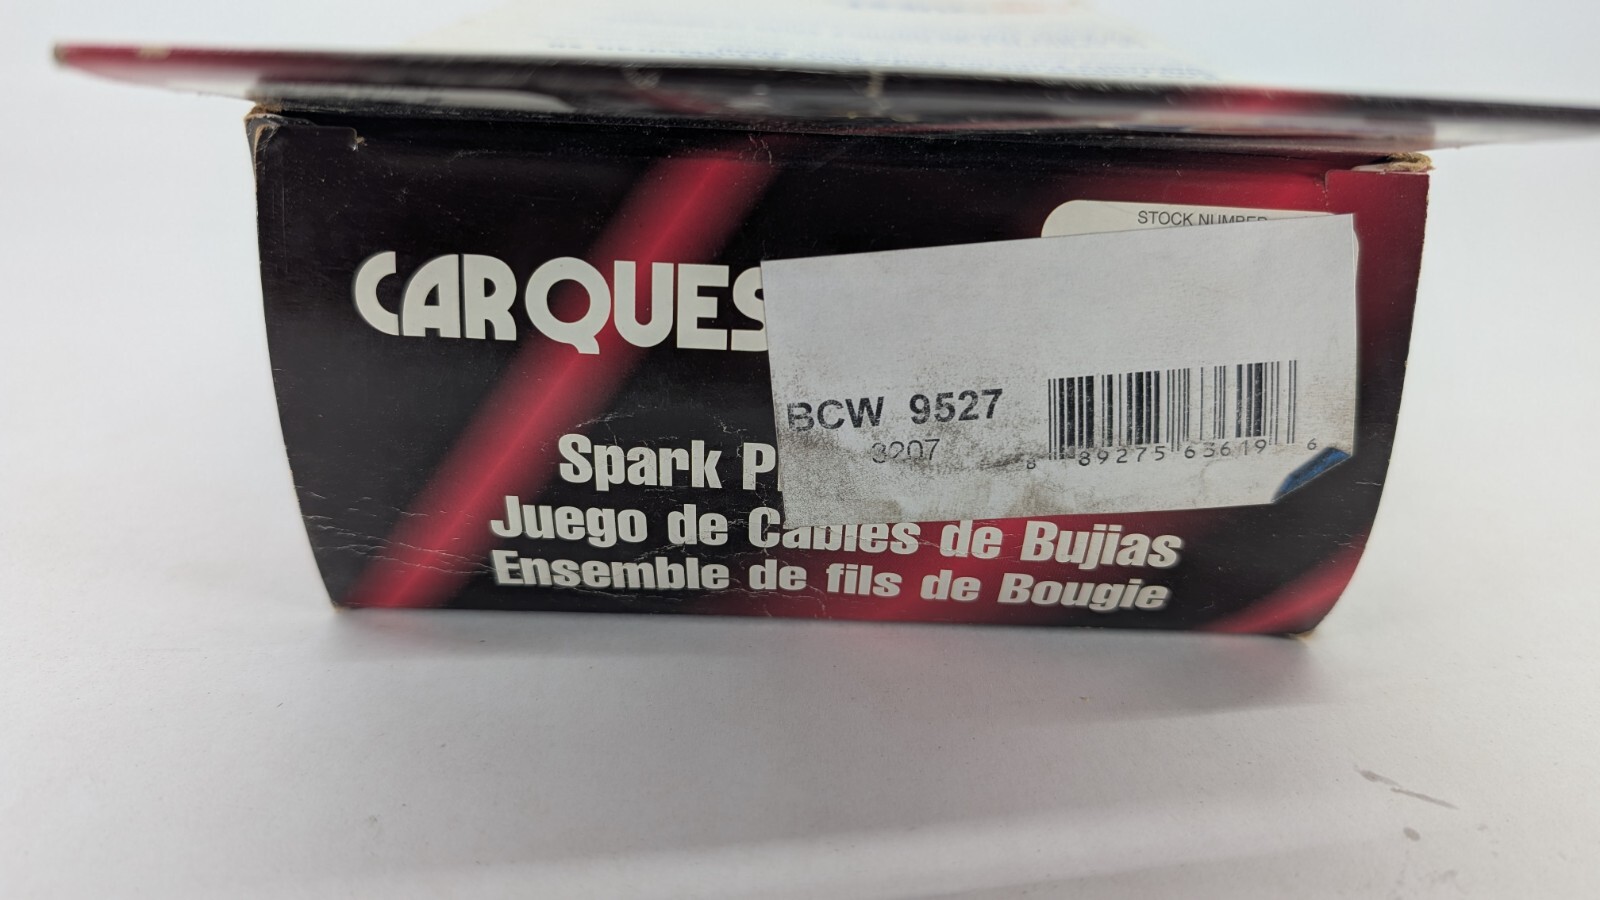 STOCK NUMBER
CARQUES
BCW 9527
3207
8 89275 63619 6
Spark P
Juego de Cables de Bujias
Ensemble de fils de Bougie